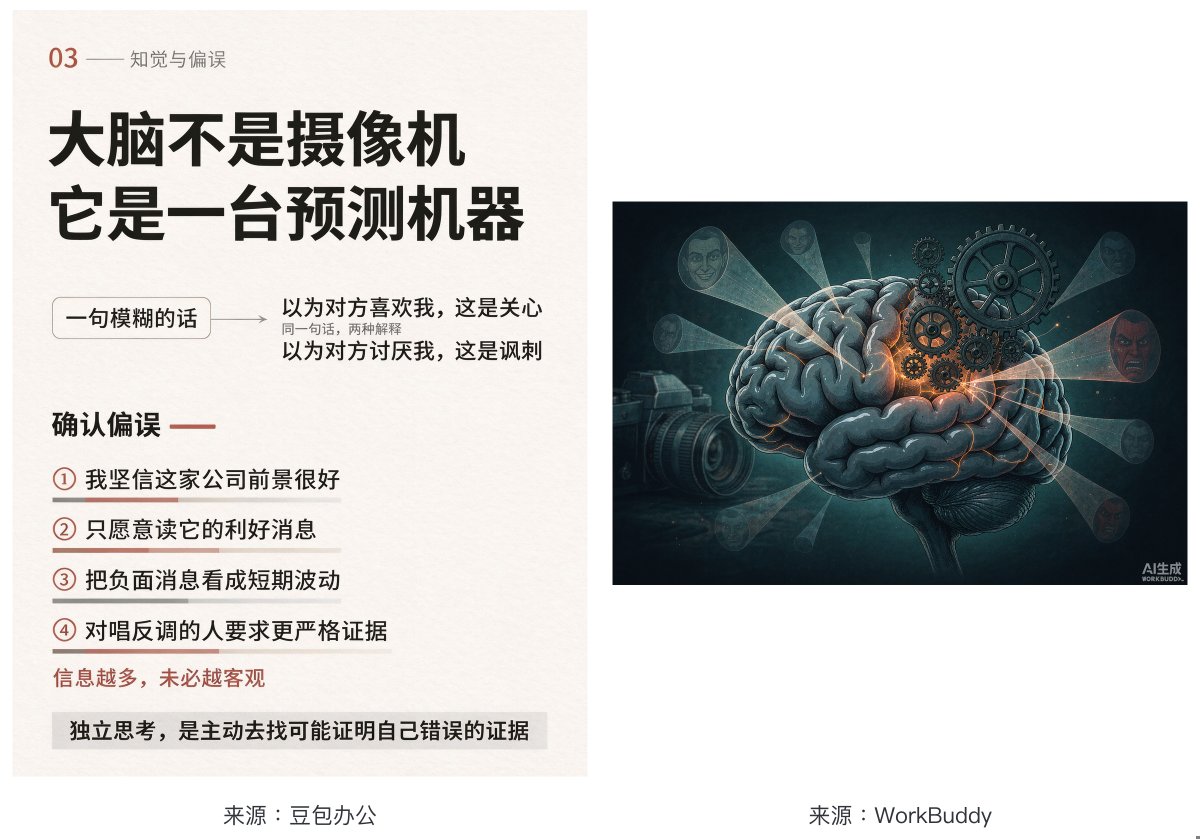 03 —— 知觉与偏误
大脑不是摄像机
它是一台预测机器
一句模糊的话
以为对方喜欢我，这是关心
同一句话，两种解释
以为对方讨厌我，这是讽刺
确认偏误
① 我坚信这家公司前景很好
② 只愿意读它的利好消息
③ 把负面消息看成短期波动
④ 对唱反调的人要求更严格证据
信息越多，未必越客观
独立思考，是主动去找可能证明自己错误的证据
来源：豆包办公
AI生成
WORKBUDDY
来源：WorkBuddy